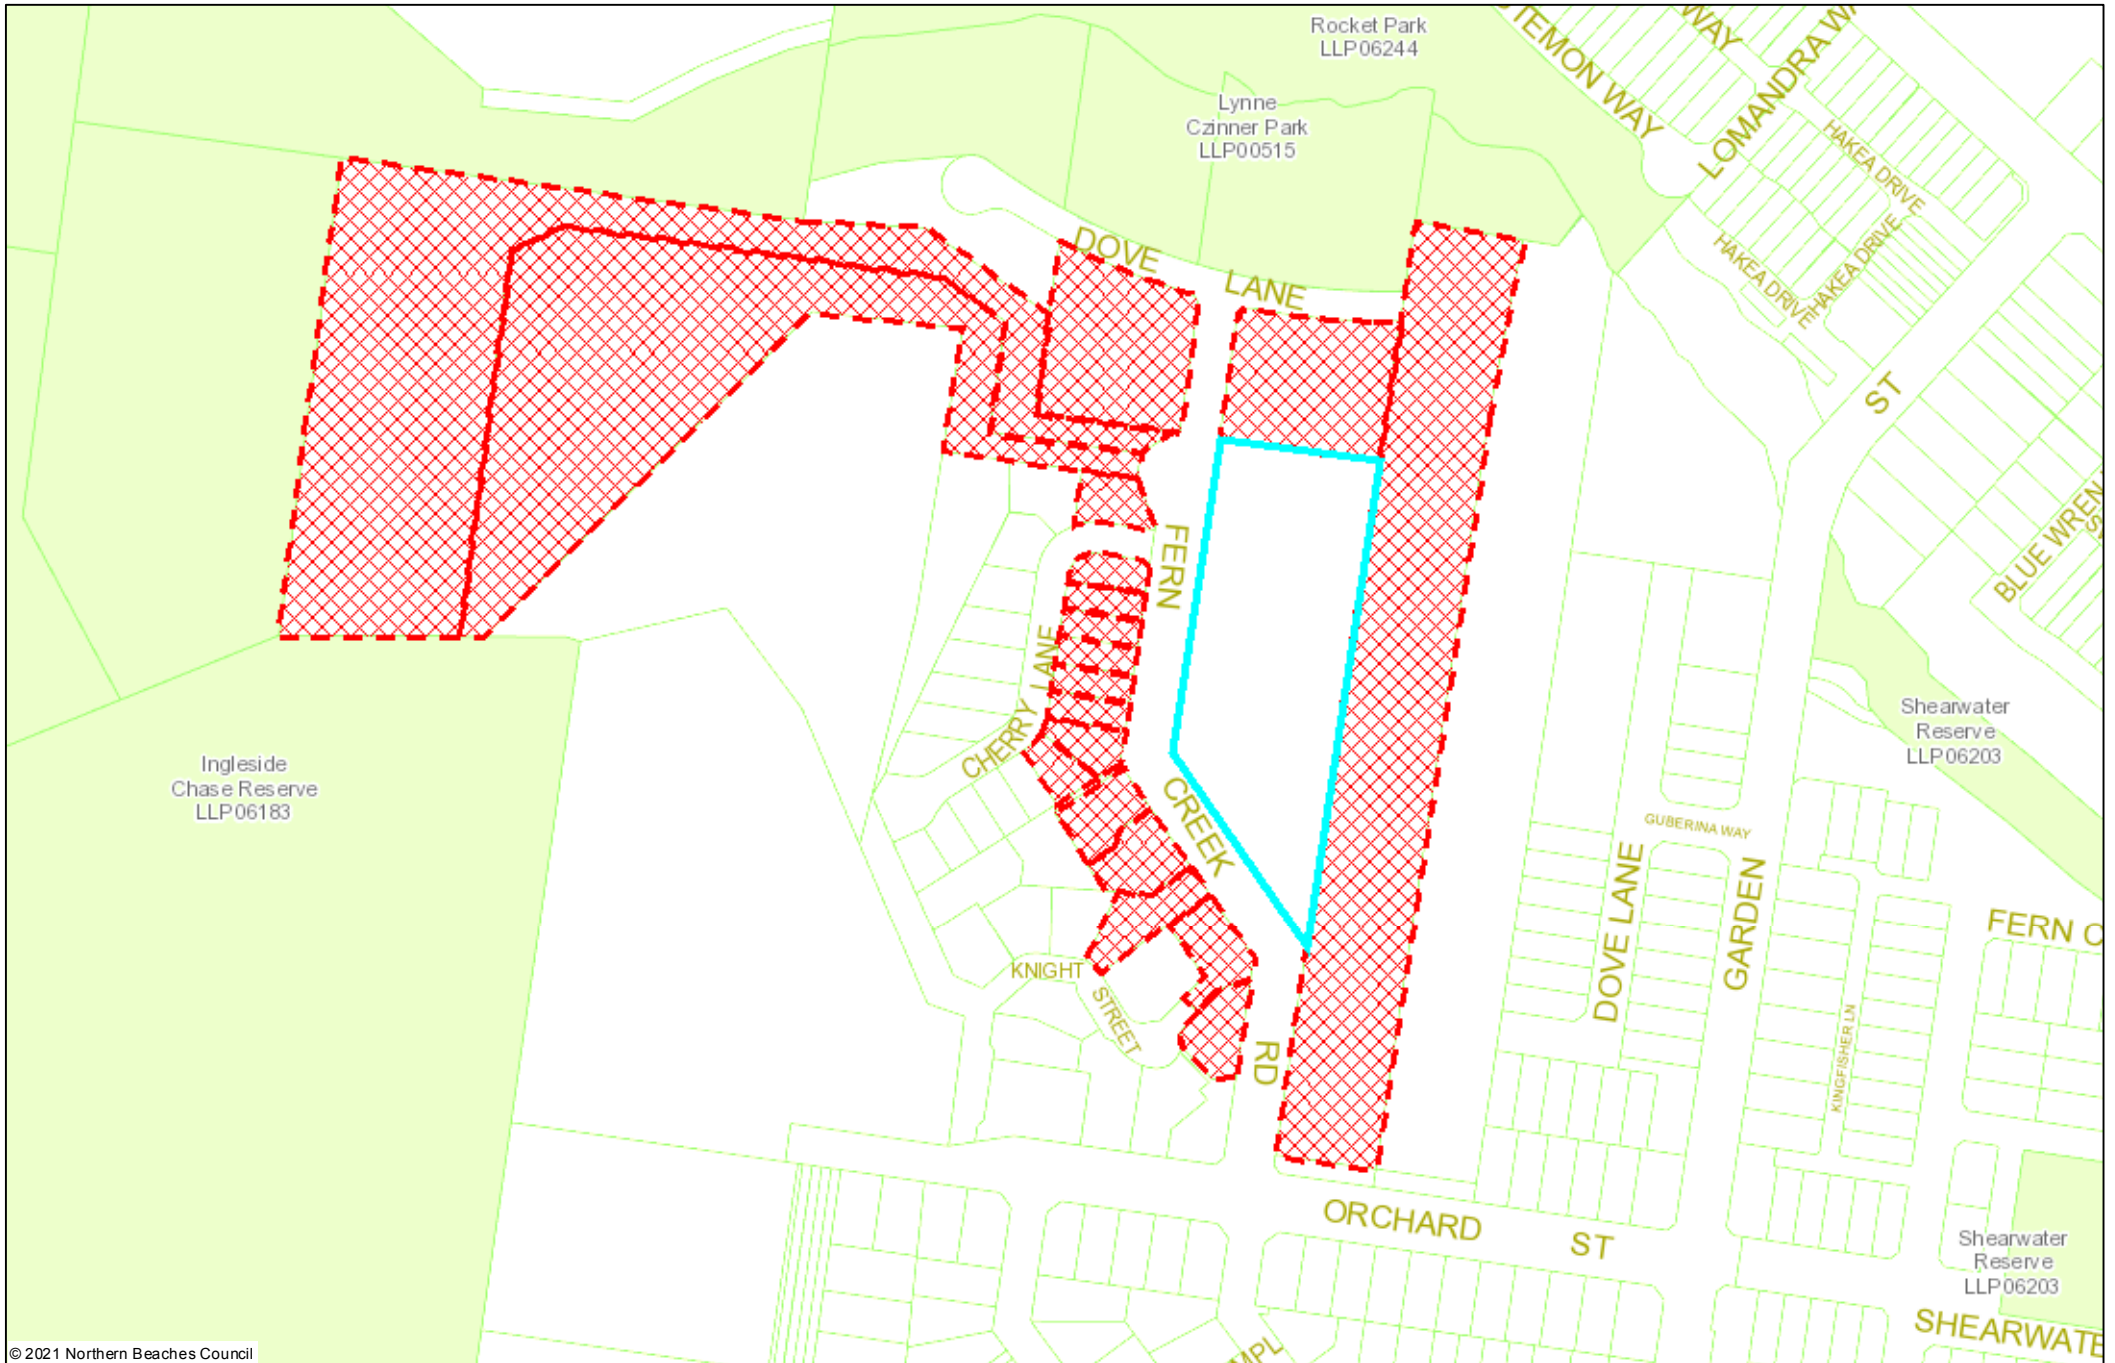 Rocket Park
LLP06244
WAY
LOMANDRA
Lynne
Czinner Park
LLP00515
WAY
HAKEA DRIVE
HAKEA DRIVE
HAKEA DRIVE
DOVE
LANE
ST
BLUE WREN
FERN
CHERRY LANE
CREEK
RD
Ingleside
Chase Reserve
LLP06183
Shearwater
Reserve
LLP06203
GUBERINA WAY
DOVE LANE
GARDEN
FERN C
KNIGHT
STREET
KINGFISHER LN
ORCHARD
ST
Shearwater
Reserve
LLP06203
SHEARWATE
© 2021 Northern Beaches Council